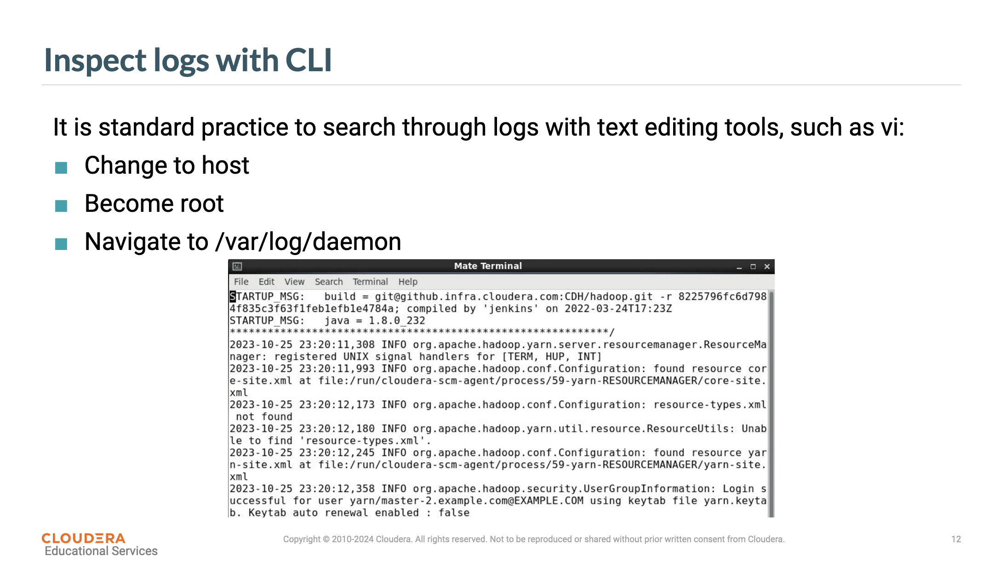 Inspect logs with CLI
It is standard practice to search through logs with text editing tools, such as vi:
Change to host
Become root
Navigate to /var/log/daemon
Mate Terminal
File Edit View Search Terminal Help
STARTUP_MSG:   build = git@github.infra.cloudera.com:CDH/hadoop.git -r 8225796fc6d798
4f835c3f63f1feb1efb1e4784a; compiled by 'jenkins' on 2022-03-24T17:23Z
STARTUP_MSG:   java = 1.8.0_232
************************************************************/
2023-10-25 23:20:11,308 INFO org.apache.hadoop.yarn.server.resourcemanager.ResourceMa
nager: registered UNIX signal handlers for [TERM, HUP, INT]
2023-10-25 23:20:11,993 INFO org.apache.hadoop.conf.Configuration: found resource cor
e-site.xml at file:/run/cloudera-scm-agent/process/59-yarn-RESOURCEMANAGER/core-site.
xml
2023-10-25 23:20:12,173 INFO org.apache.hadoop.conf.Configuration: resource-types.xml
 not found
2023-10-25 23:20:12,180 INFO org.apache.hadoop.yarn.util.resource.ResourceUtils: Unab
le to find 'resource-types.xml'.
2023-10-25 23:20:12,245 INFO org.apache.hadoop.conf.Configuration: found resource yar
n-site.xml at file:/run/cloudera-scm-agent/process/59-yarn-RESOURCEMANAGER/yarn-site.
xml
2023-10-25 23:20:12,358 INFO org.apache.hadoop.security.UserGroupInformation: Login s
uccessful for user yarn/master-2.example.com@EXAMPLE.COM using keytab file yarn.keyta
b. Keytab auto renewal enabled : false
CLOUDERA
Educational Services
Copyright © 2010-2024 Cloudera. All rights reserved. Not to be reproduced or shared without prior written consent from Cloudera.
12